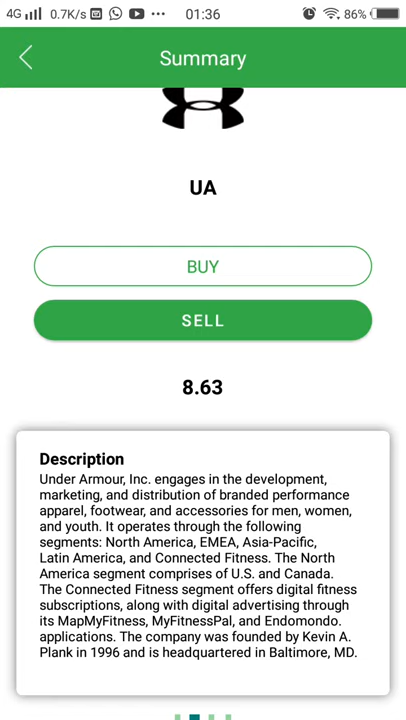 4G 0.7K/s ••• 01:36 86%
Summary
UA
BUY
SELL
8.63
Description
Under Armour, Inc. engages in the development,
marketing, and distribution of branded performance
apparel, footwear, and accessories for men, women,
and youth. It operates through the following
segments: North America, EMEA, Asia-Pacific,
Latin America, and Connected Fitness. The North
America segment comprises of U.S. and Canada.
The Connected Fitness segment offers digital fitness
subscriptions, along with digital advertising through
its MapMyFitness, MyFitnessPal, and Endomondo.
applications. The company was founded by Kevin A.
Plank in 1996 and is headquartered in Baltimore, MD.